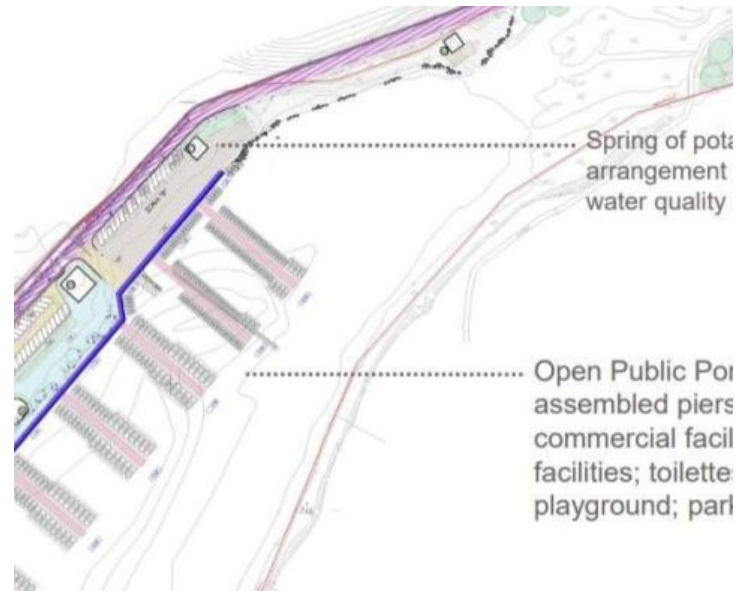 Spring of pota
arrangement
water quality
Open Public Por
assembled piers
commercial facil
facilities; toilettes
playground; park